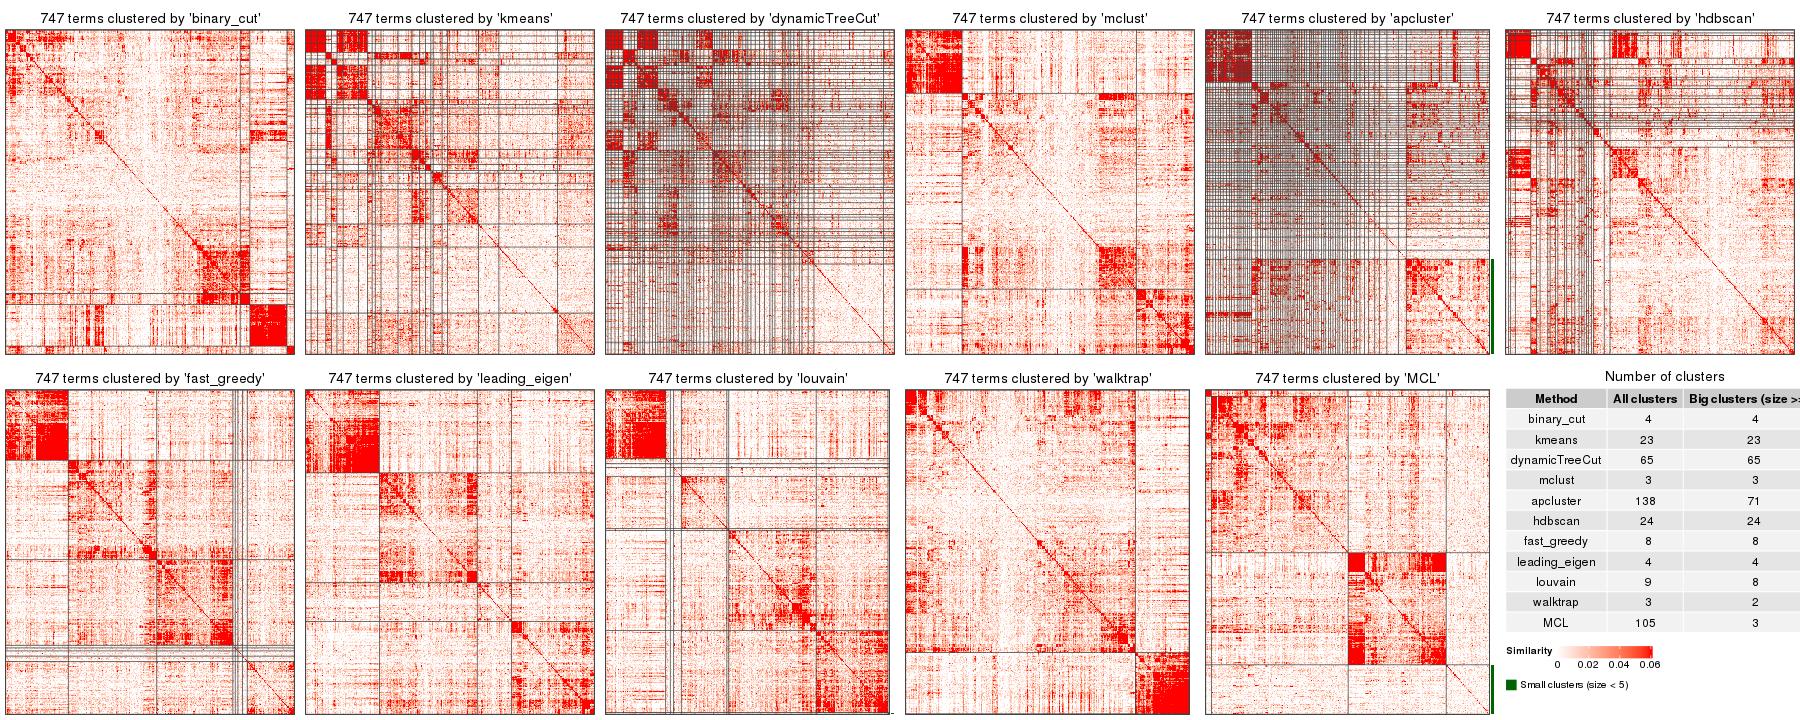 747 terms clustered by 'binary_cut'
747 terms clustered by 'kmeans'
747 terms clustered by 'dynamicTreeCut'
747 terms clustered by 'mclust'
747 terms clustered by 'apcluster'
747 terms clustered by 'hdbscan'
747 terms clustered by 'fast_greedy'
747 terms clustered by 'leading_eigen'
747 terms clustered by 'louvain'
747 terms clustered by 'walktrap'
747 terms clustered by 'MCL'
Number of clusters
Method All clusters Big clusters (size >=
binary_cut 4 4
kmeans 23 23
dynamicTreeCut 65 65
mclust 3 3
apcluster 138 71
hdbscan 24 24
fast_greedy 8 8
leading_eigen 4 4
louvain 9 8
walktrap 3 2
MCL 105 3
Similarity
0 0.02 0.04 0.06
Small clusters (size < 5)